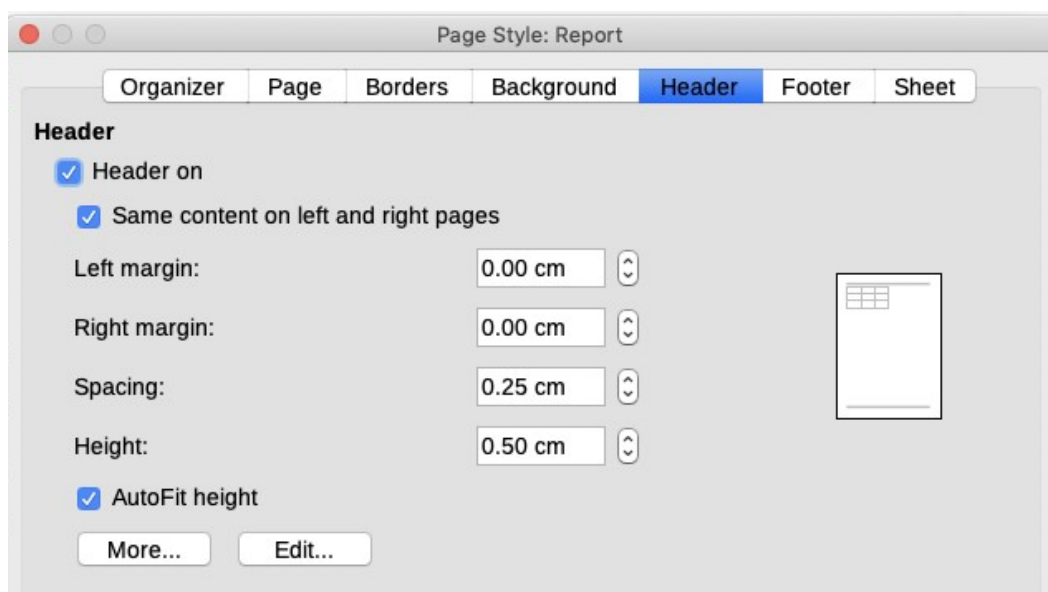 Page Style: Report
Organizer Page Borders Background Header Footer Sheet
Header
Header on
Same content on left and right pages
Left margin: 0.00 cm
Right margin: 0.00 cm
Spacing: 0.25 cm
Height: 0.50 cm
AutoFit height
More... Edit...